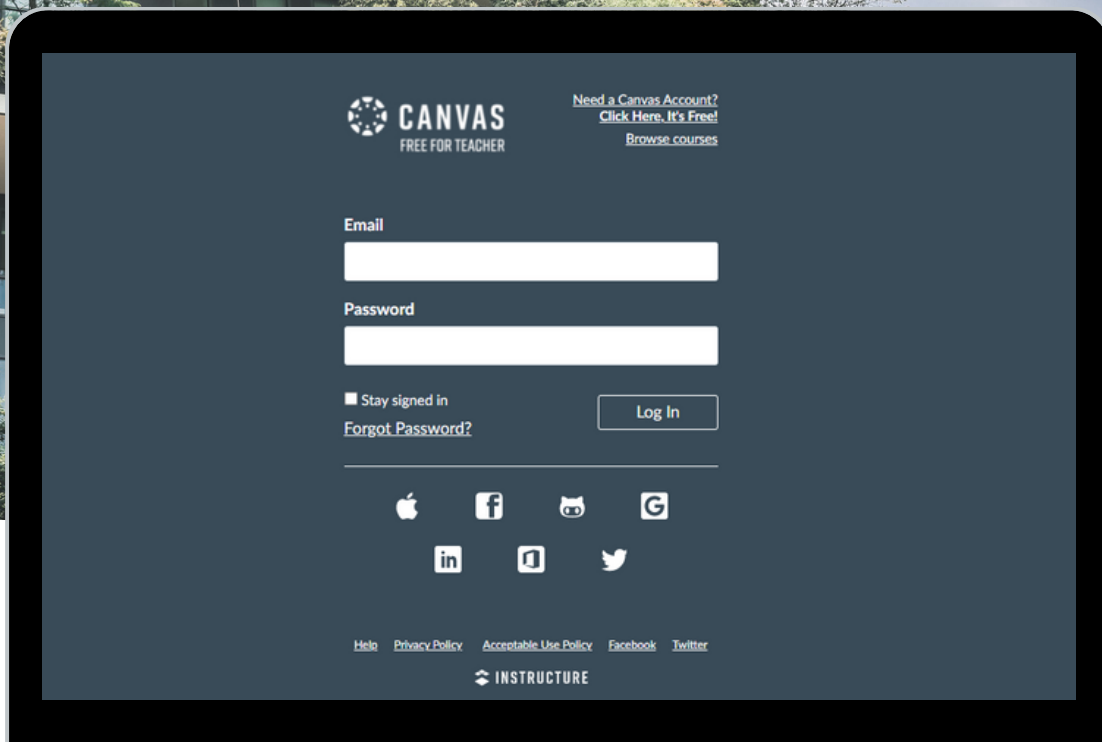 Need a Canvas Account?
CANVAS
Click Here, It's Free!
FREE FOR TEACHER
Browse courses
Email
Password
Stay signed in
Log In
Forgot Password?
Help Privacy Policy Acceptable Use Policy Facebook Twitter
INSTRUCTURE